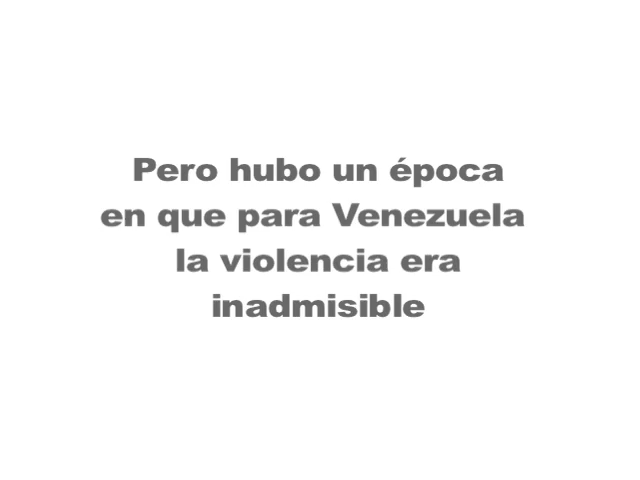 Pero hubo un época
en que para Venezuela
la violencia era
inadmisible